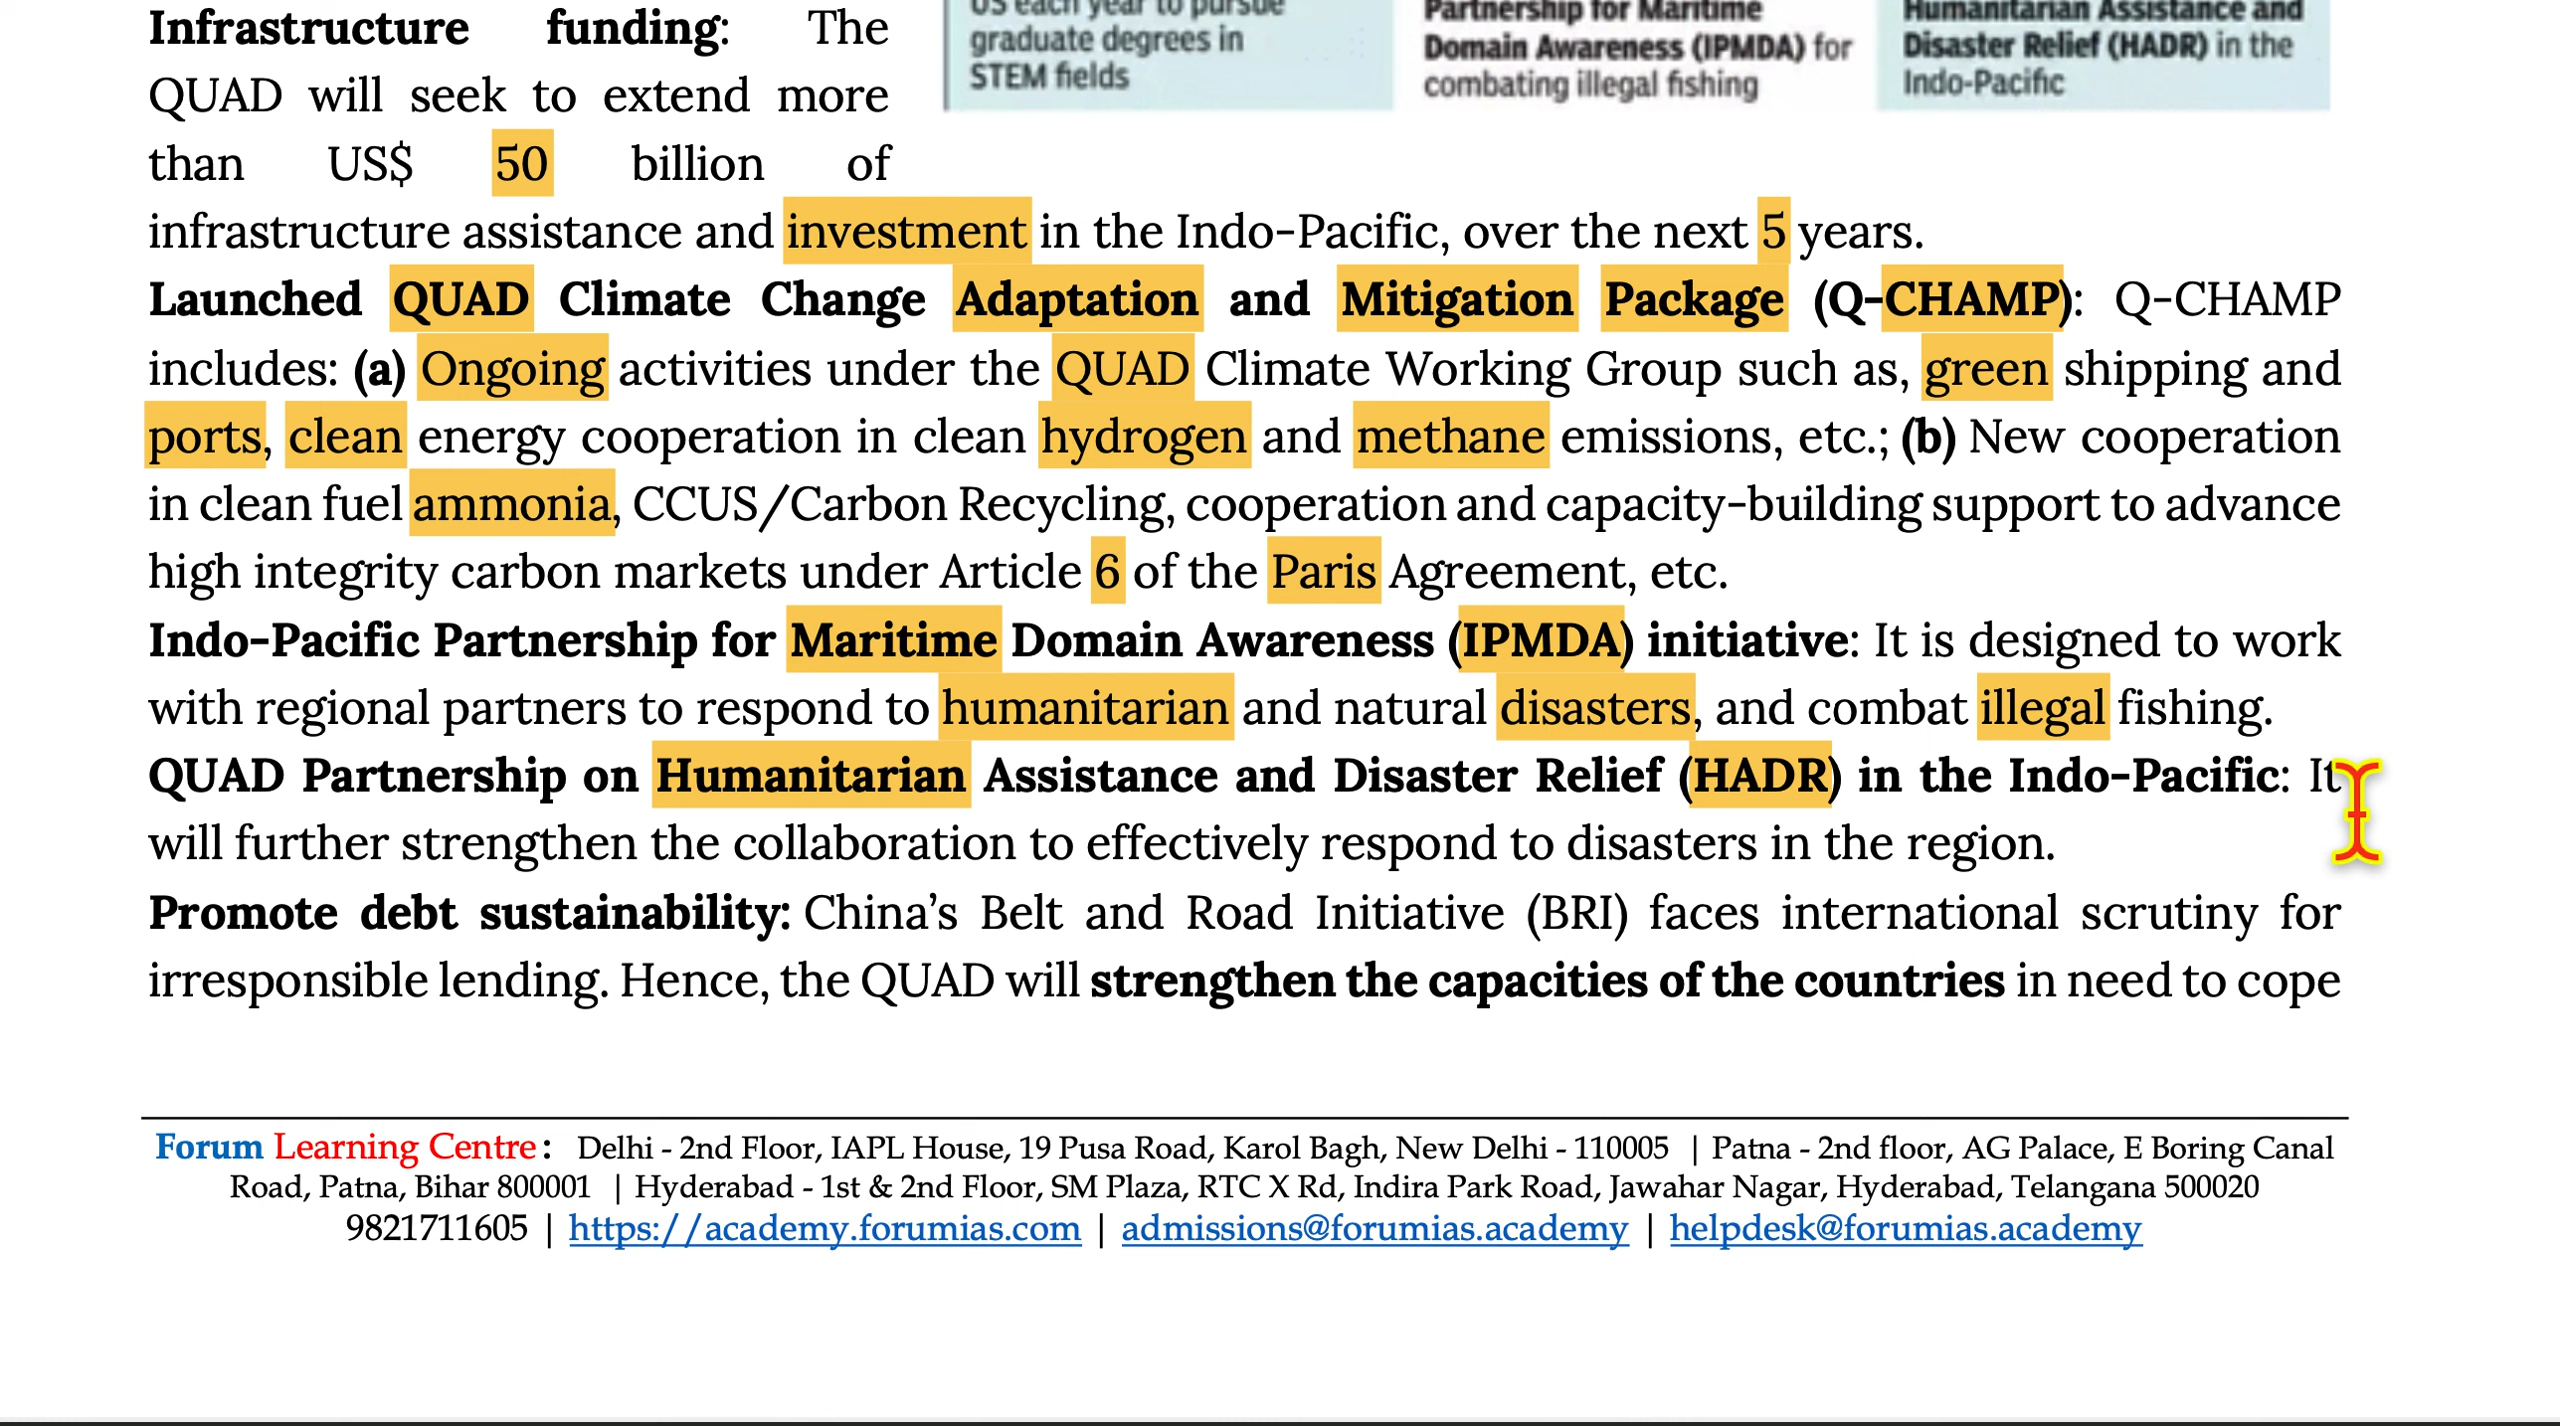 Infrastructure funding: The
QUAD will seek to extend more
than US$ 50 billion of
US each year to pursue
graduate degrees in
STEM fields
Partnership for Maritime
Domain Awareness (IPMDA) for
combating illegal fishing
Humanitarian Assistance and
Disaster Relief (HADR) in the
Indo-Pacific
infrastructure assistance and investment in the Indo-Pacific, over the next 5 years.
Launched QUAD Climate Change Adaptation and Mitigation Package (Q-CHAMP): Q-CHAMP
includes: (a) Ongoing activities under the QUAD Climate Working Group such as, green shipping and
ports, clean energy cooperation in clean hydrogen and methane emissions, etc.; (b) New cooperation
in clean fuel ammonia, CCUS/Carbon Recycling, cooperation and capacity-building support to advance
high integrity carbon markets under Article 6 of the Paris Agreement, etc.
Indo-Pacific Partnership for Maritime Domain Awareness (IPMDA) initiative: It is designed to work
with regional partners to respond to humanitarian and natural disasters, and combat illegal fishing.
QUAD Partnership on Humanitarian Assistance and Disaster Relief (HADR) in the Indo-Pacific: It
will further strengthen the collaboration to effectively respond to disasters in the region.
Promote debt sustainability: China’s Belt and Road Initiative (BRI) faces international scrutiny for
irresponsible lending. Hence, the QUAD will strengthen the capacities of the countries in need to cope
Forum Learning Centre: Delhi - 2nd Floor, IAPL House, 19 Pusa Road, Karol Bagh, New Delhi - 110005 | Patna - 2nd floor, AG Palace, E Boring Canal
Road, Patna, Bihar 800001 | Hyderabad - 1st & 2nd Floor, SM Plaza, RTC X Rd, Indira Park Road, Jawahar Nagar, Hyderabad, Telangana 500020
9821711605 | https://academy.forumias.com | admissions@forumias.academy | helpdesk@forumias.academy